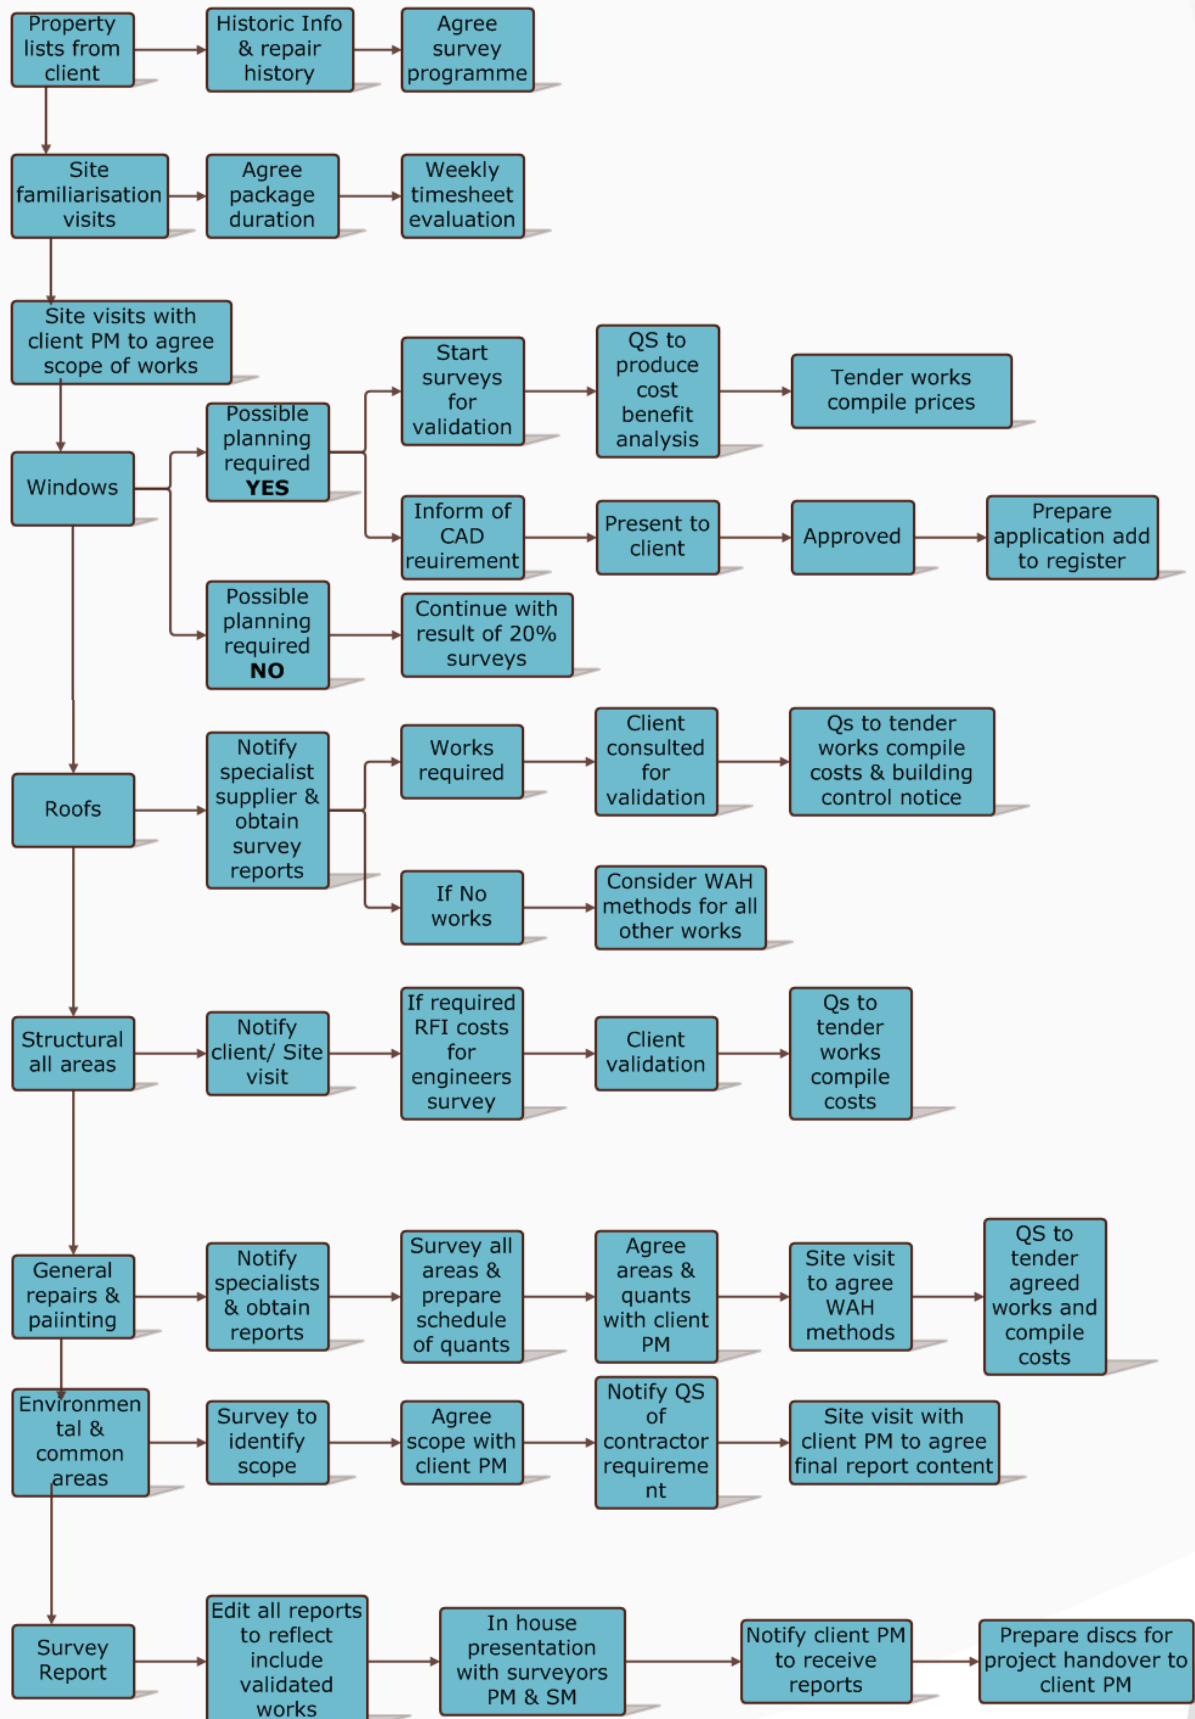 Property
lists from
client
Historic Info
& repair
history
Agree
survey
programme
Site
familiarisation
visits
Agree
package
duration
Weekly
timesheet
evaluation
Site visits with
client PM to agree
scope of works
Windows
Possible
planning
required
YES
Start
surveys
for
validation
QS to
produce
cost
benefit
analysis
Tender works
compile prices
Inform of
CAD
reuirement
Present to
client
Approved
Prepare
application add
to register
Possible
planning
required
NO
Continue with
result of 20%
surveys
Roofs
Notify
specialist
supplier &
obtain
survey
reports
Works
required
Client
consulted
for
validation
Qs to tender
works compile
costs & building
control notice
If No
works
Consider WAH
methods for all
other works
Structural
all areas
Notify
client/ Site
visit
If required
RFI costs
for
engineers
survey
Client
validation
Qs to
tender
works
compile
costs
General
repairs &
paiinting
Notify
specialists
& obtain
reports
Survey all
areas &
prepare
schedule
of quants
Agree
areas &
quants
with client
PM
Site visit
to agree
WAH
methods
QS to
tender
agreed
works and
compile
costs
Environmen
tal &
common
areas
Survey to
identify
scope
Agree
scope with
client PM
Notify QS
of
contractor
requireme
nt
Site visit with
client PM to agree
final report content
Survey
Report
Edit all reports
to reflect
include
validated
works
In house
presentation
with surveyors
PM & SM
Notify client PM
to receive
reports
Prepare discs for
project handover to
client PM